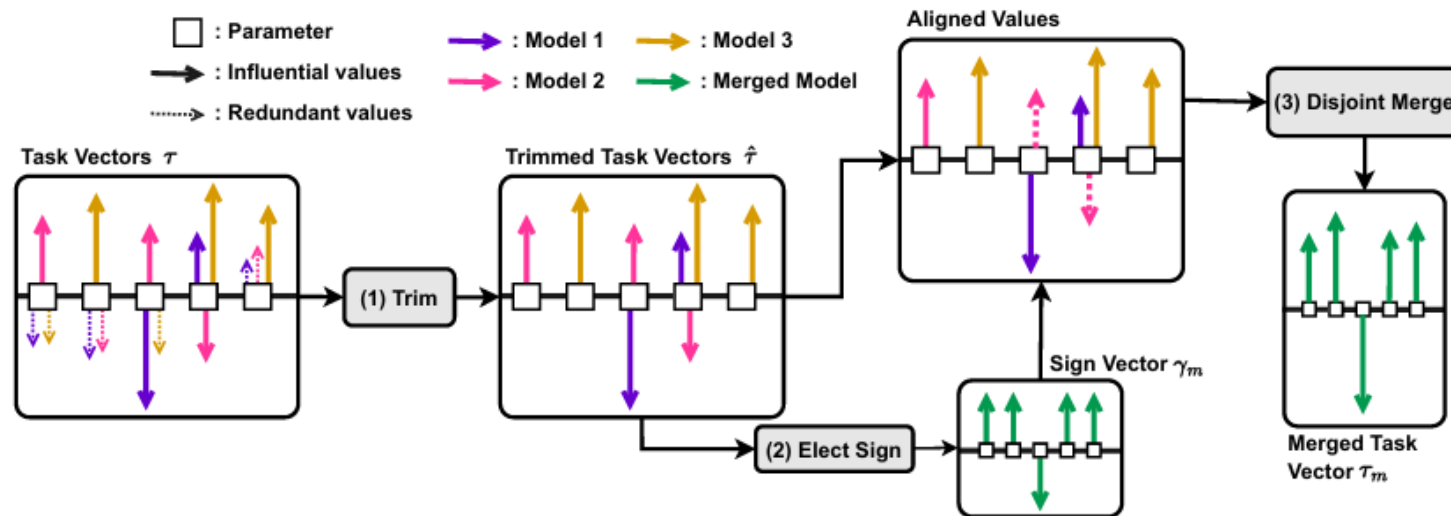 : Parameter
: Influential values
: Redundant values
: Model 1
: Model 2
: Model 3
: Merged Model
Task Vectors τ
(1) Trim
Trimmed Task Vectors τ̂
(2) Elect Sign
Sign Vector γₘ
Aligned Values
(3) Disjoint Merge
Merged Task
Vector τₘ